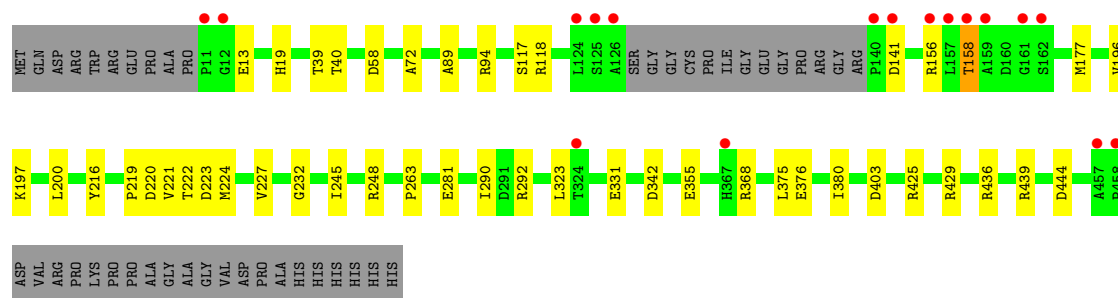 MET GLN ASP ARG TRP ARG GLU PRO ALA PRO P11 G12 E13 H19 T39 T40 D58 A72 A89 R94 S117 R118 L124 S125 A126 SER GLY GLY CYS PRO ILE GLY GLU GLY PRO ARG GLY ARG P140 D141 R156 L157 T158 A159 D160 G161 S162 M177 V196
K197 L200 Y216 P219 D220 V221 T222 D223 M224 V227 G232 I245 R248 P263 E281 I290 D291 R292 L323 T324 E331 D342 E355 H367 R368 L375 E376 I380 D403 R425 R429 R436 R439 D444 A457
ASP VAL ARG PRO LYS PRO PRO ALA GLY ALA GLY VAL ASP PRO ALA HIS HIS HIS HIS HIS HIS